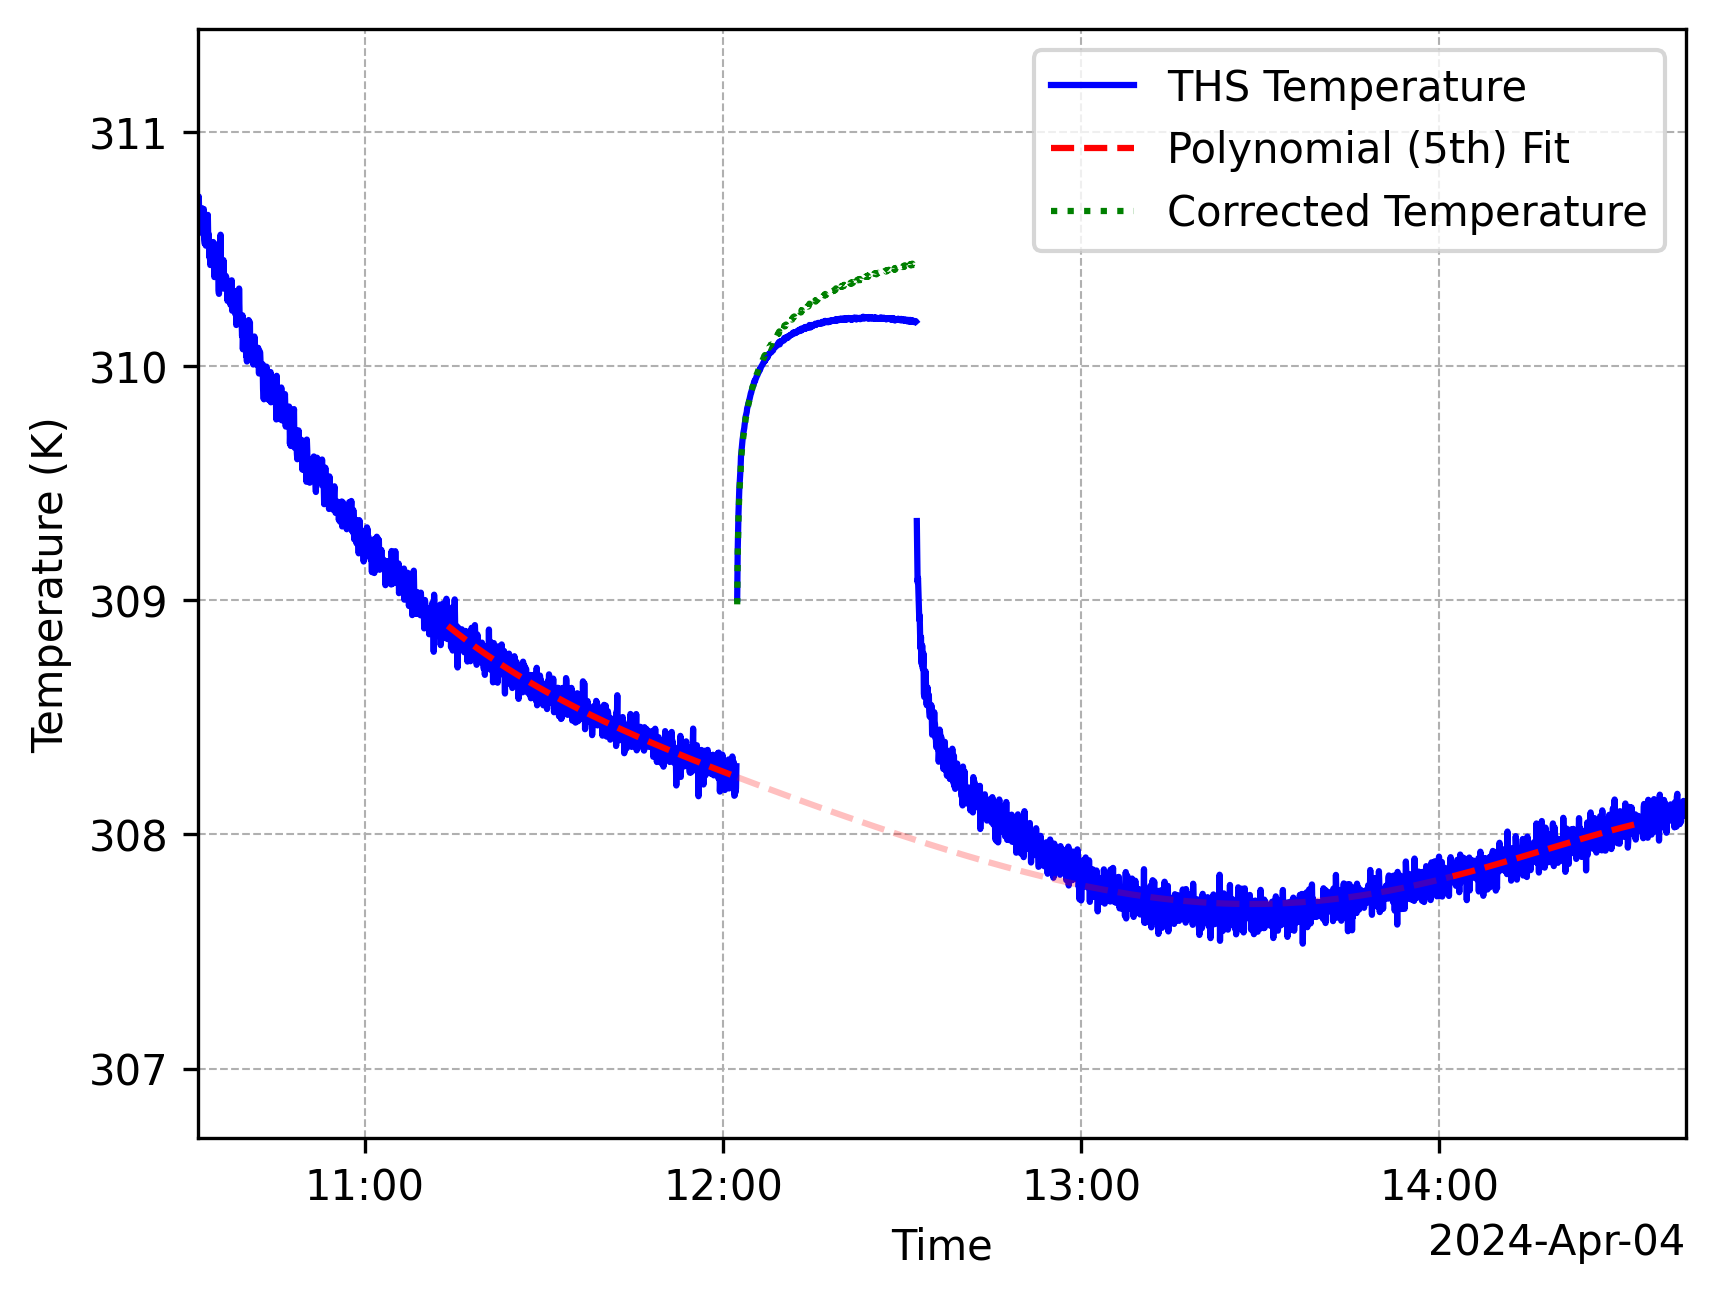 THS Temperature
Polynomial (5th) Fit
Corrected Temperature
311
310
309
308
307
Temperature (K)
11:00 12:00 13:00 14:00
Time
2024-Apr-04